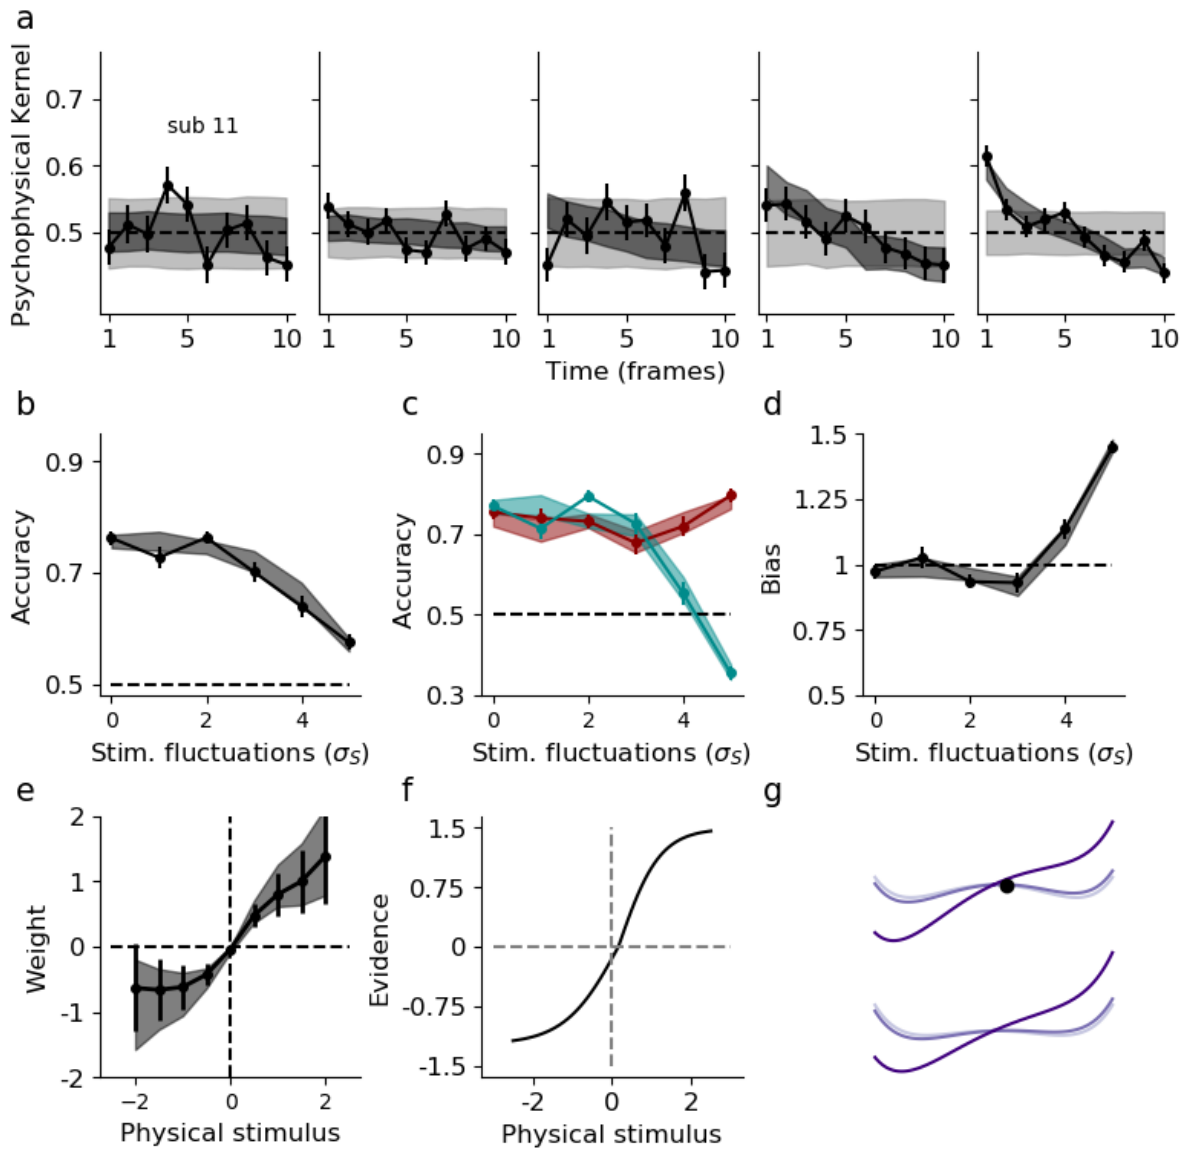 a
Psychophysical Kernel
0.7
0.6
0.5
sub 11
1 5 10
1 5 10
1 5 10
1 5 10
1 5 10
Time (frames)
b
Accuracy
0.9
0.7
0.5
0 2 4
Stim. fluctuations (σS)
c
Accuracy
0.9
0.7
0.5
0.3
0 2 4
Stim. fluctuations (σS)
d
Bias
1.5
1.25
1
0.75
0.5
0 2 4
Stim. fluctuations (σS)
e
Weight
2
1
0
-1
-2
−2 0 2
Physical stimulus
f
Evidence
1.5
0.75
0
-0.75
-1.5
-2 0 2
Physical stimulus
g